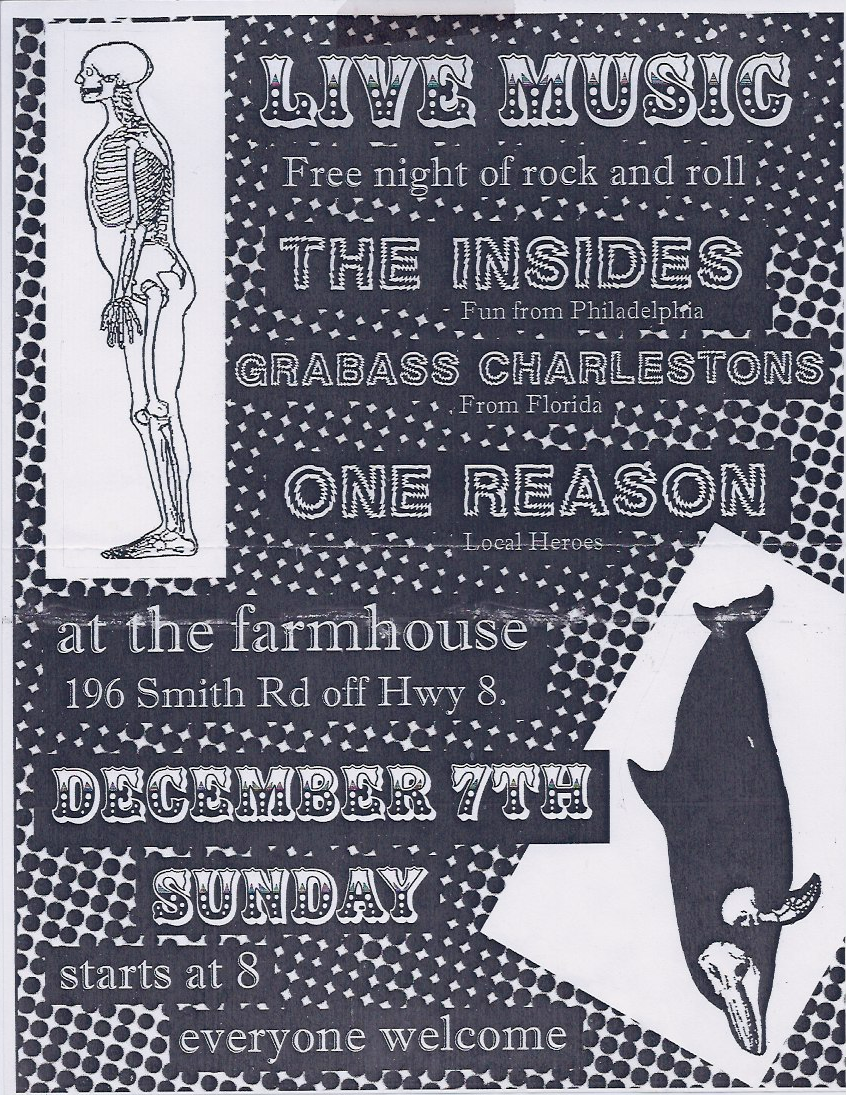 LIVE MUSIC
Free night of rock and roll
THE INSIDES
Fun from Philadelphia
GRABASS CHARLESTONS
From Florida
ONE REASON
Local Heroes
at the farmhouse
196 Smith Rd off Hwy 8.
DECEMBER 7TH
SUNDAY
starts at 8
everyone welcome